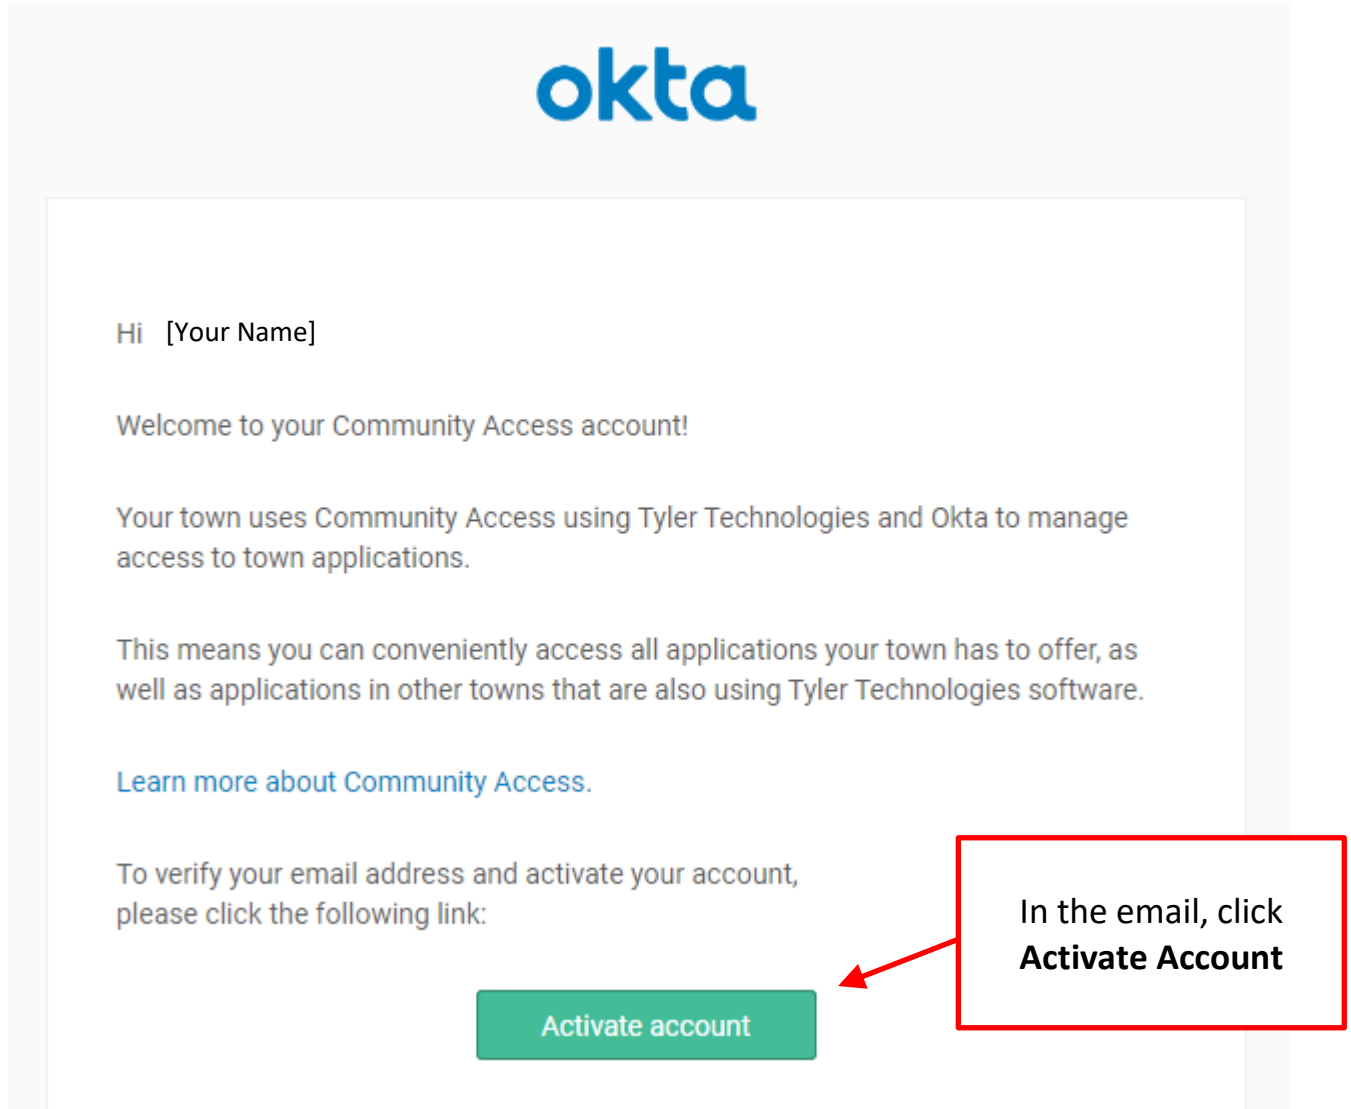 okta
Hi [Your Name]
Welcome to your Community Access account!
Your town uses Community Access using Tyler Technologies and Okta to manage
access to town applications.
This means you can conveniently access all applications your town has to offer, as
well as applications in other towns that are also using Tyler Technologies software.
Learn more about Community Access.
To verify your email address and activate your account,
please click the following link:
In the email, click
Activate Account
Activate account